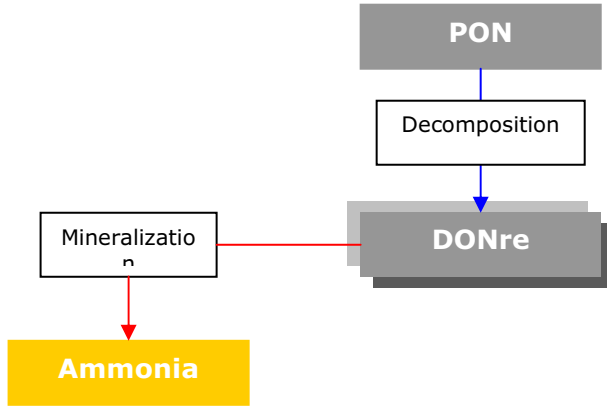 PON
Decomposition
DONre
Mineralizatio
n
Ammonia